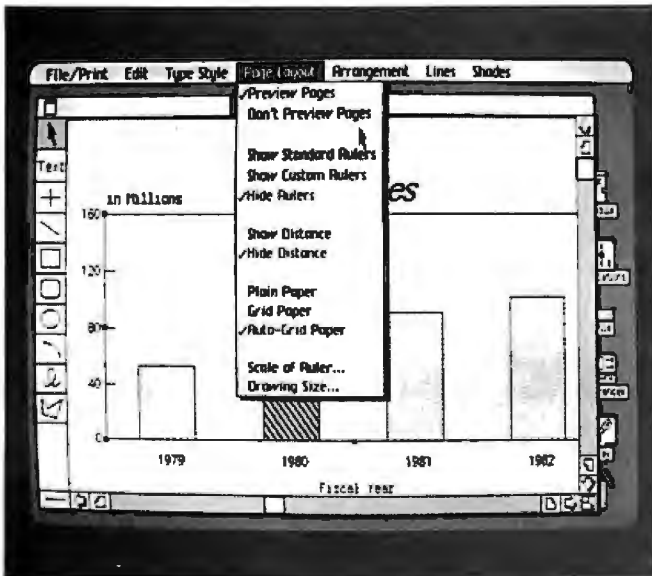 File/Print Edit Type Style Page Layout Arrangement Lines Shades
✓Preview Pages
Don't Preview Pages
Show Standard Rulers
Show Custom Rulers
✓Hide Rulers
Show Distance
✓Hide Distance
Plain Paper
Grid Paper
✓Auto-Grid Paper
Scale of Ruler...
Drawing Size...
Text
in Millions
es
160
120
80
40
0
1979 1980 1981 1982
Fiscal Year